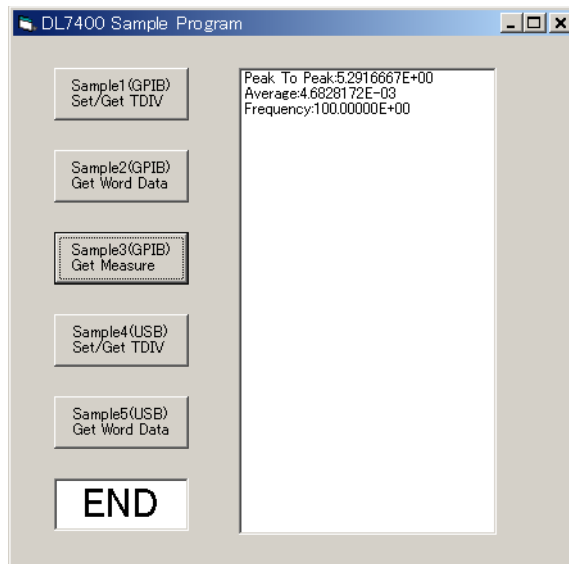 DL7400 Sample Program
Sample1(GPIB)
Set/Get TDIV
Sample2(GPIB)
Get Word Data
Sample3(GPIB)
Get Measure
Sample4(USB)
Set/Get TDIV
Sample5(USB)
Get Word Data
END
Peak To Peak:5.2916667E+00
Average:4.6828172E-03
Frequency:100.00000E+00